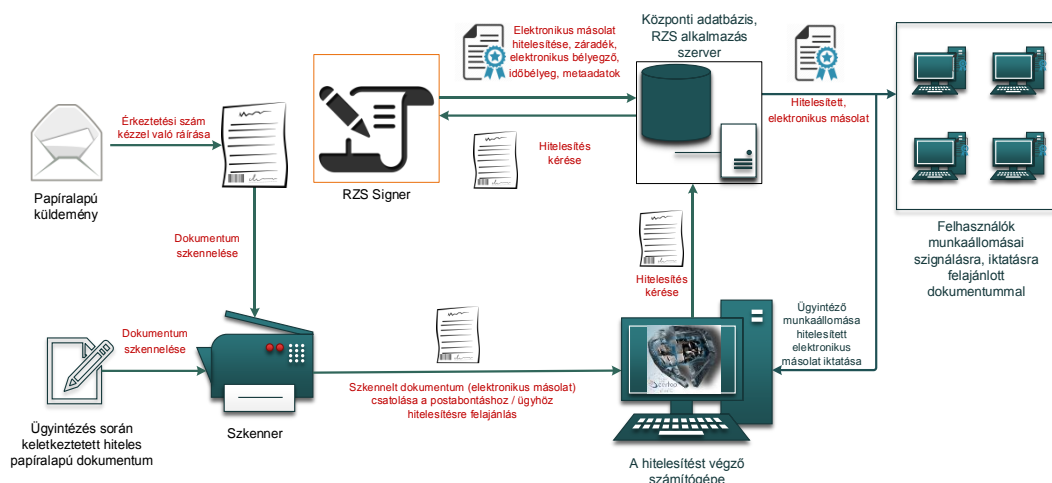 Elektronikus másolat
hitelesítése, záradék,
elektronikus bélyegző,
időbélyeg, metaadatok
Központi adatbázis,
RZS alkalmazás
szerver
Érkeztetési szám
kézzel való ráírása
Hitelesített,
elektronikus másolat
Hitelesítés
kérése
Papíralapú
küldemény
RZS Signer
Felhasználók
munkaállomásai
szignálásra, iktatásra
felajánlott
dokumentummal
Dokumentum
szkennelése
Hitelesítés
kérése
Ügyintéző
munkaállomása
hitelesített
elektronikus
másolat iktatása
Dokumentum
szkennelése
Szkennelt dokumentum (elektronikus másolat)
csatolása a postabontáshoz / ügyhöz
hitelesítésre felajánlás
Ügyintézés során
keletkeztetett hiteles
papíralapú dokumentum
Szkenner
A hitelesítést végző
számítógépe